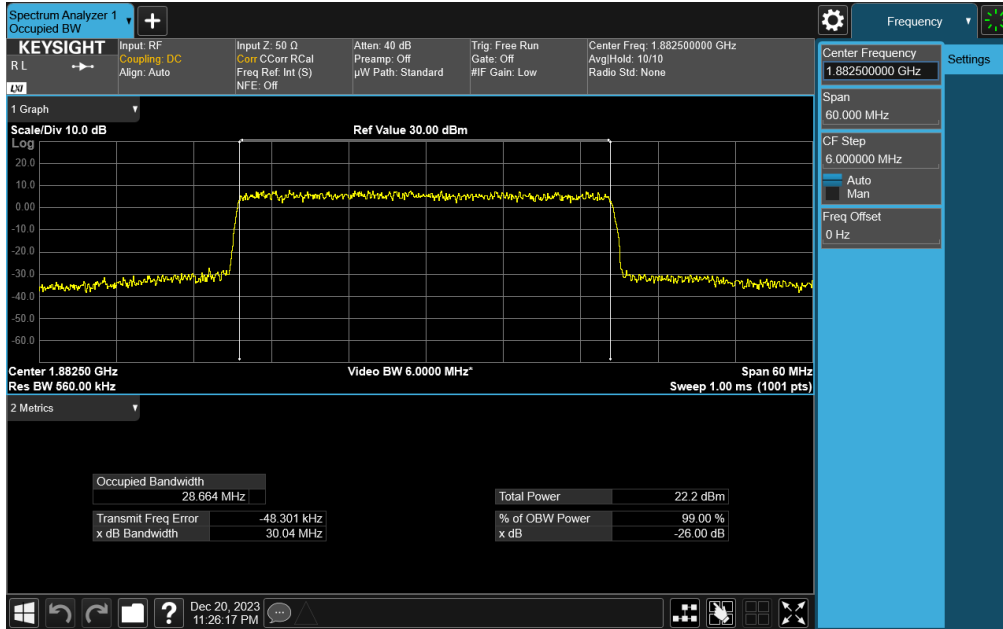 Spectrum Analyzer 1
Occupied BW
Frequency
KEYSIGHT
R L
LXI
Input: RF
Coupling: DC
Align: Auto
Input Z: 50 Ω
Corr CCorr RCal
Freq Ref: Int (S)
NFE: Off
Atten: 40 dB
Preamp: Off
µW Path: Standard
Trig: Free Run
Gate: Off
#IF Gain: Low
Center Freq: 1.882500000 GHz
Avg|Hold: 10/10
Radio Std: None
Center Frequency
1.882500000 GHz
Settings
Span
60.000 MHz
CF Step
6.000000 MHz
Auto
Man
Freq Offset
0 Hz
1 Graph
Scale/Div 10.0 dB
Ref Value 30.00 dBm
Log
20.0
10.0
0.00
-10.0
-20.0
-30.0
-40.0
-50.0
-60.0
Center 1.88250 GHz
Video BW 6.0000 MHz*
Span 60 MHz
Res BW 560.00 kHz
Sweep 1.00 ms (1001 pts)
2 Metrics
Occupied Bandwidth
28.664 MHz
Total Power 22.2 dBm
Transmit Freq Error -48.301 kHz
% of OBW Power 99.00 %
x dB Bandwidth 30.04 MHz
x dB -26.00 dB
?
Dec 20, 2023
11:26:17 PM